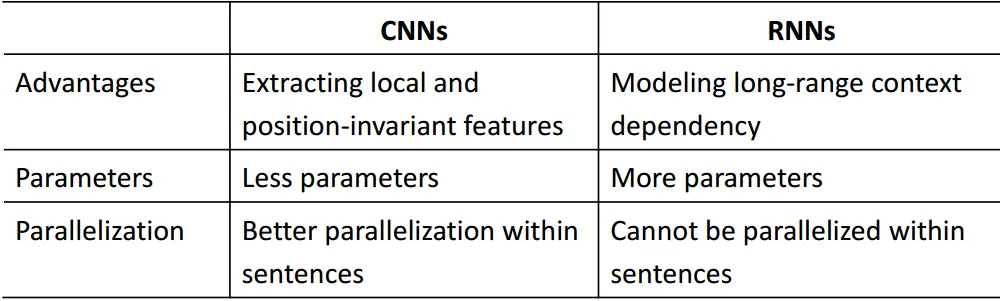 CNNs RNNs
Advantages Extracting local and Modeling long-range context
position-invariant features dependency
Parameters Less parameters More parameters
Parallelization Better parallelization within Cannot be parallelized within
sentences sentences